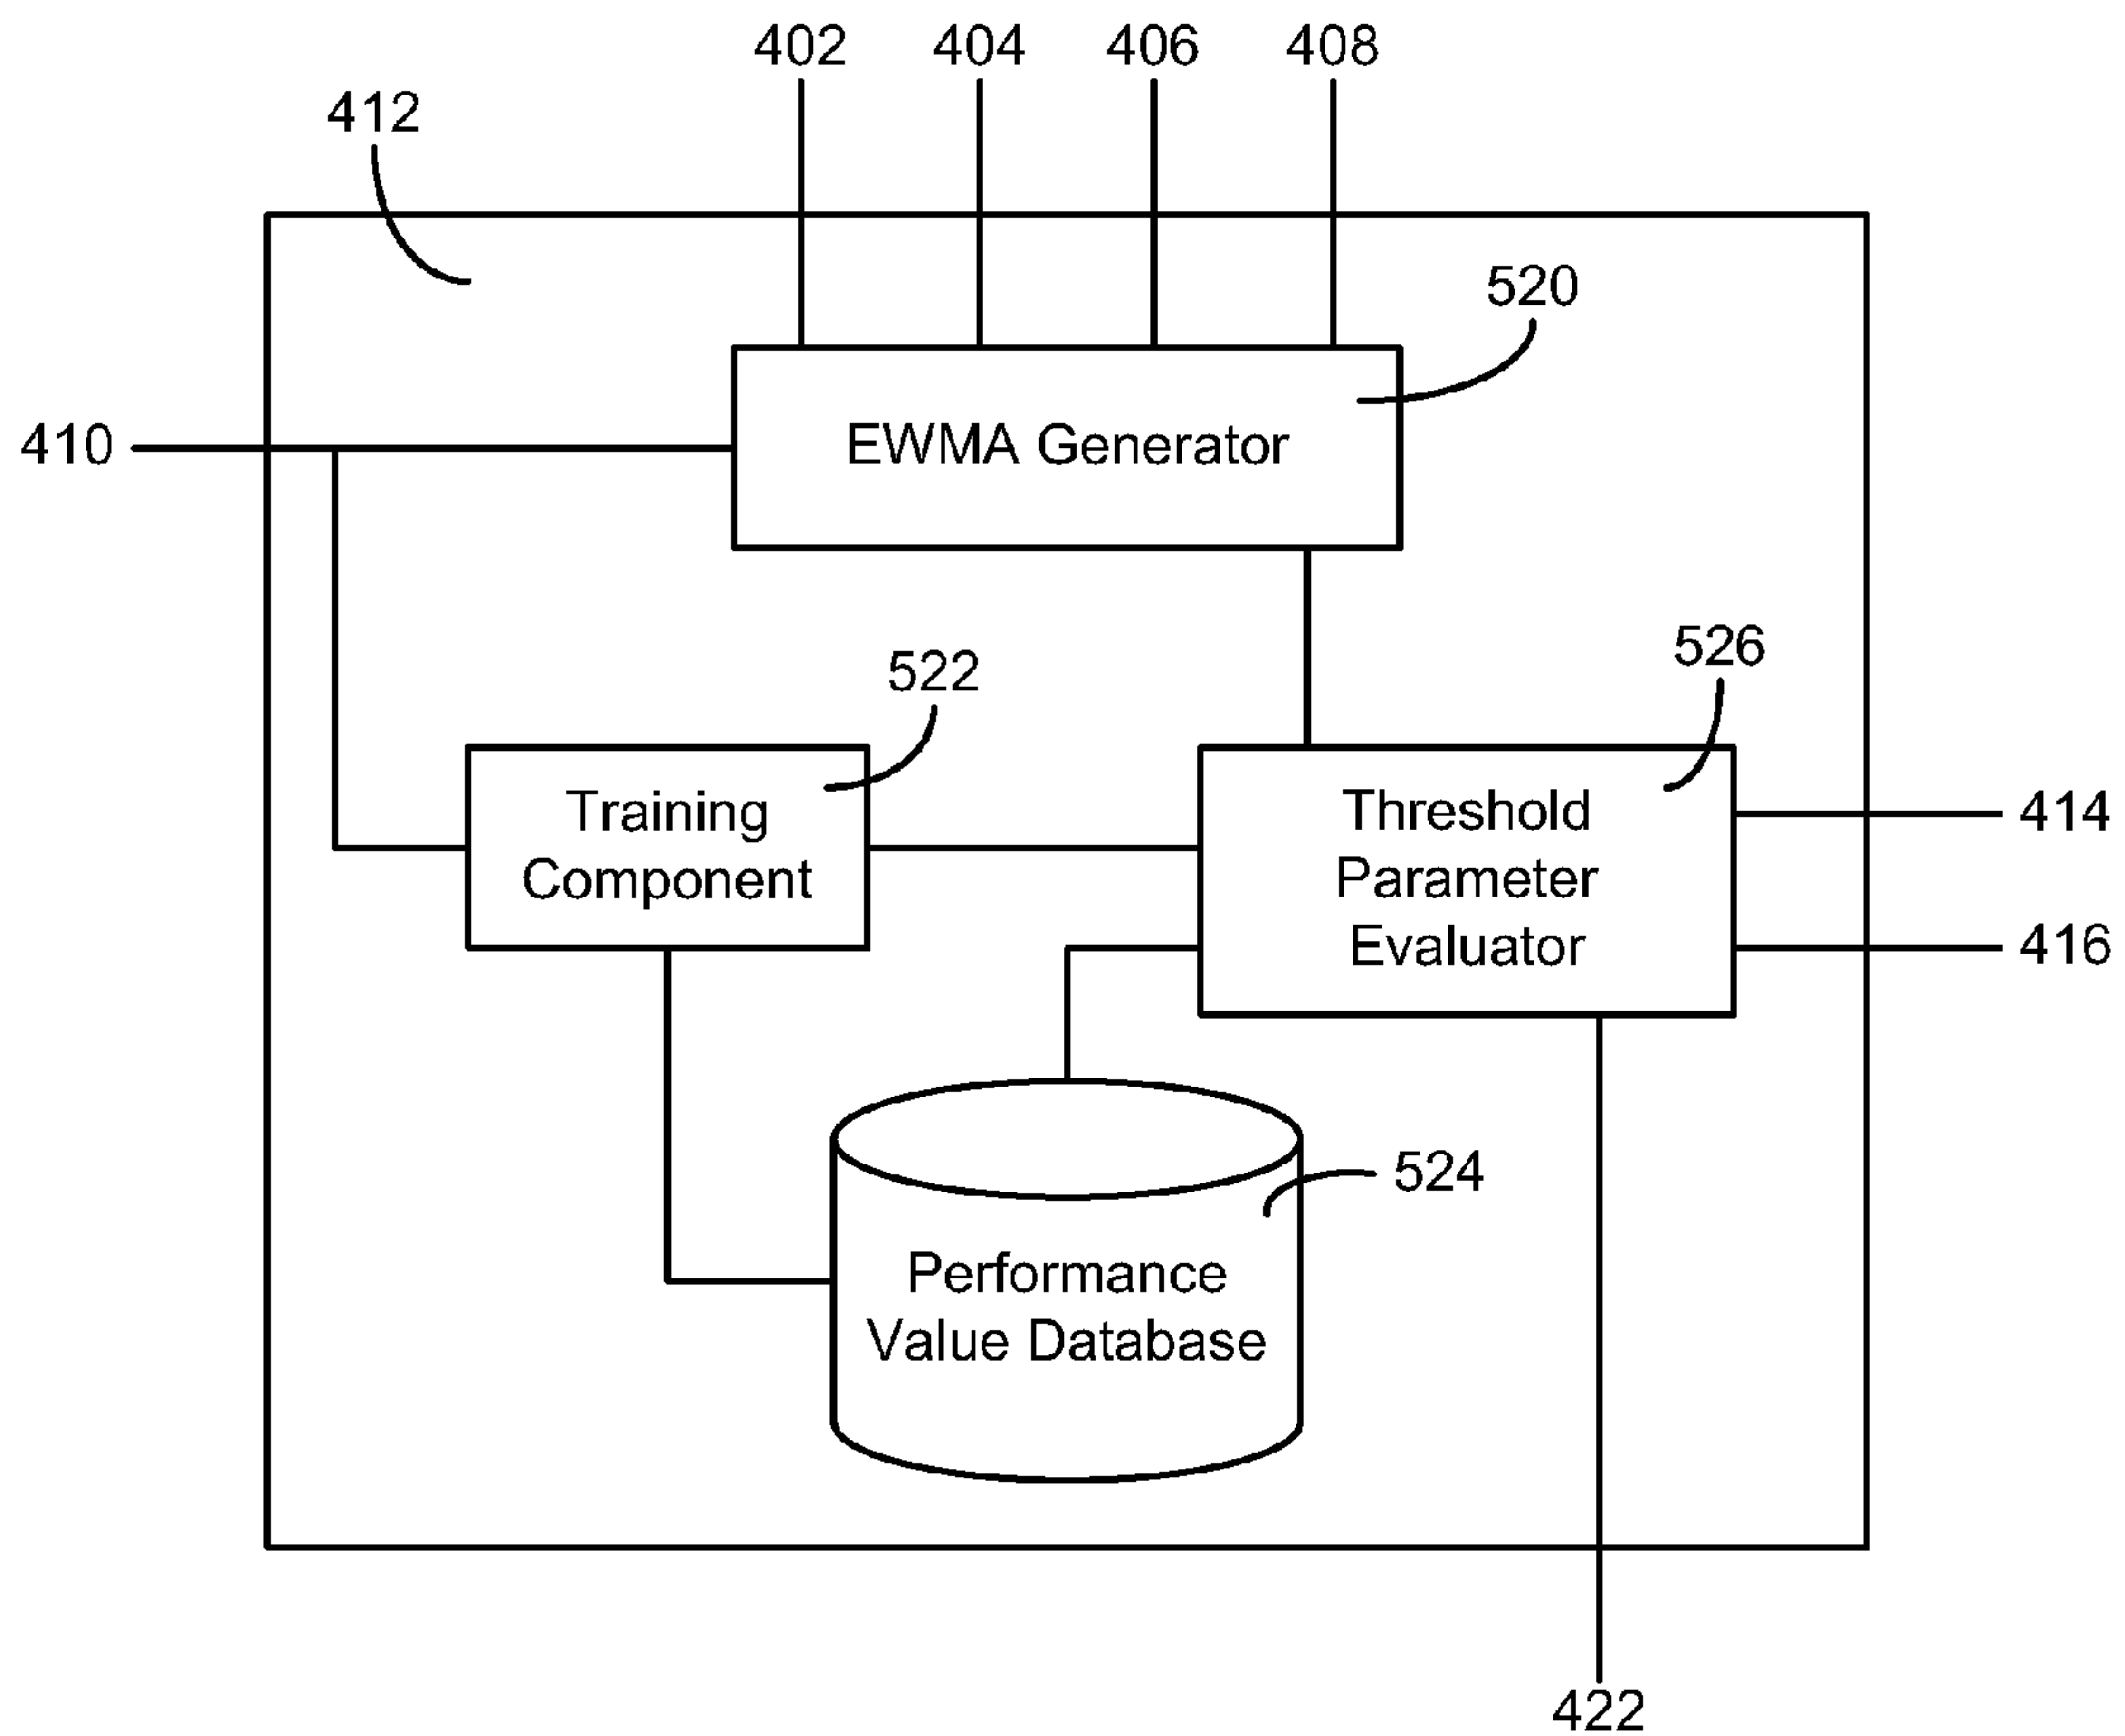 402 404 406 408
412
520
410
EWMA Generator
522
526
Training
Component
Threshold
Parameter
Evaluator
414
416
524
Performance
Value Database
422